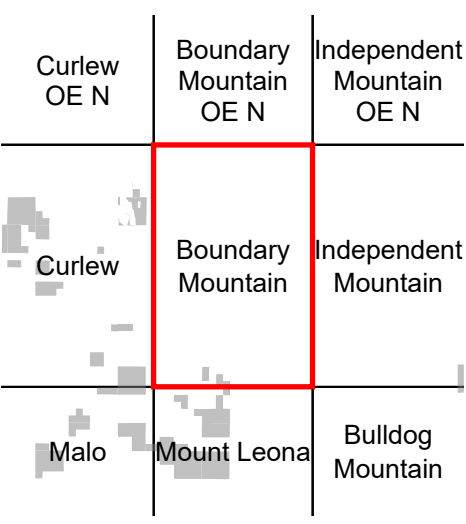 Curlew
OE N
Boundary
Mountain
OE N
Independent
Mountain
OE N
Curlew
Boundary
Mountain
Independent
Mountain
Malo
Mount Leona
Bulldog
Mountain